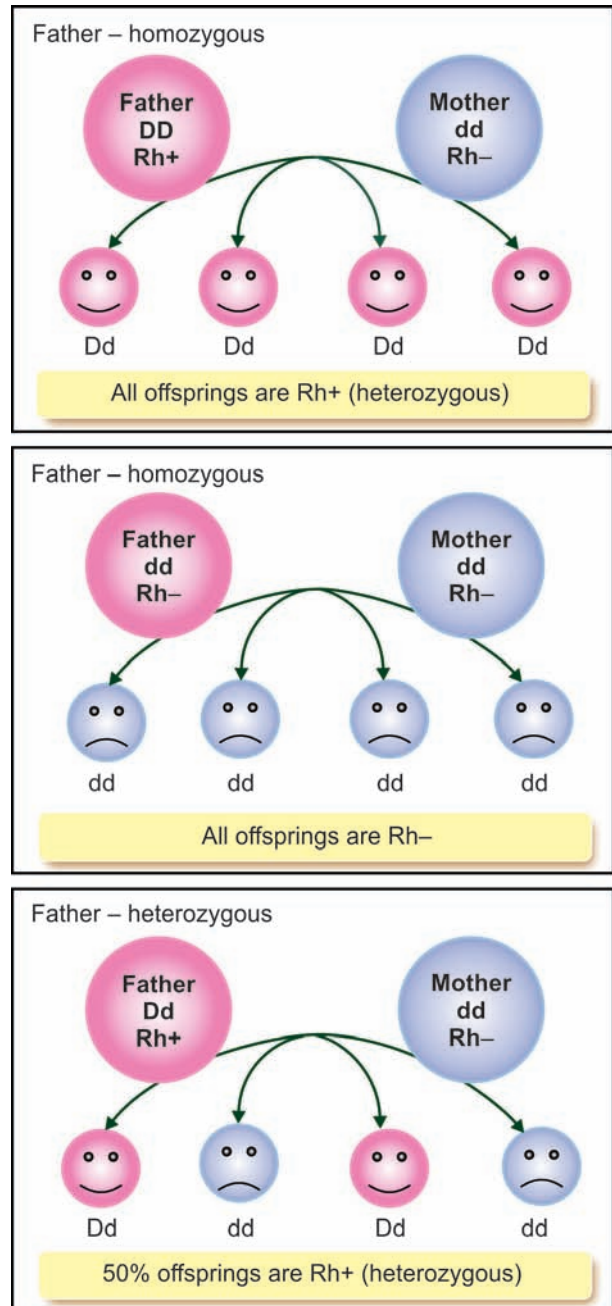 Father – homozygous
Father
DD
Rh+
Mother
dd
Rh–
Dd
Dd
Dd
Dd
All offsprings are Rh+ (heterozygous)
Father – homozygous
Father
dd
Rh–
Mother
dd
Rh–
dd
dd
dd
dd
All offsprings are Rh–
Father – heterozygous
Father
Dd
Rh+
Mother
dd
Rh–
Dd
dd
Dd
dd
50% offsprings are Rh+ (heterozygous)